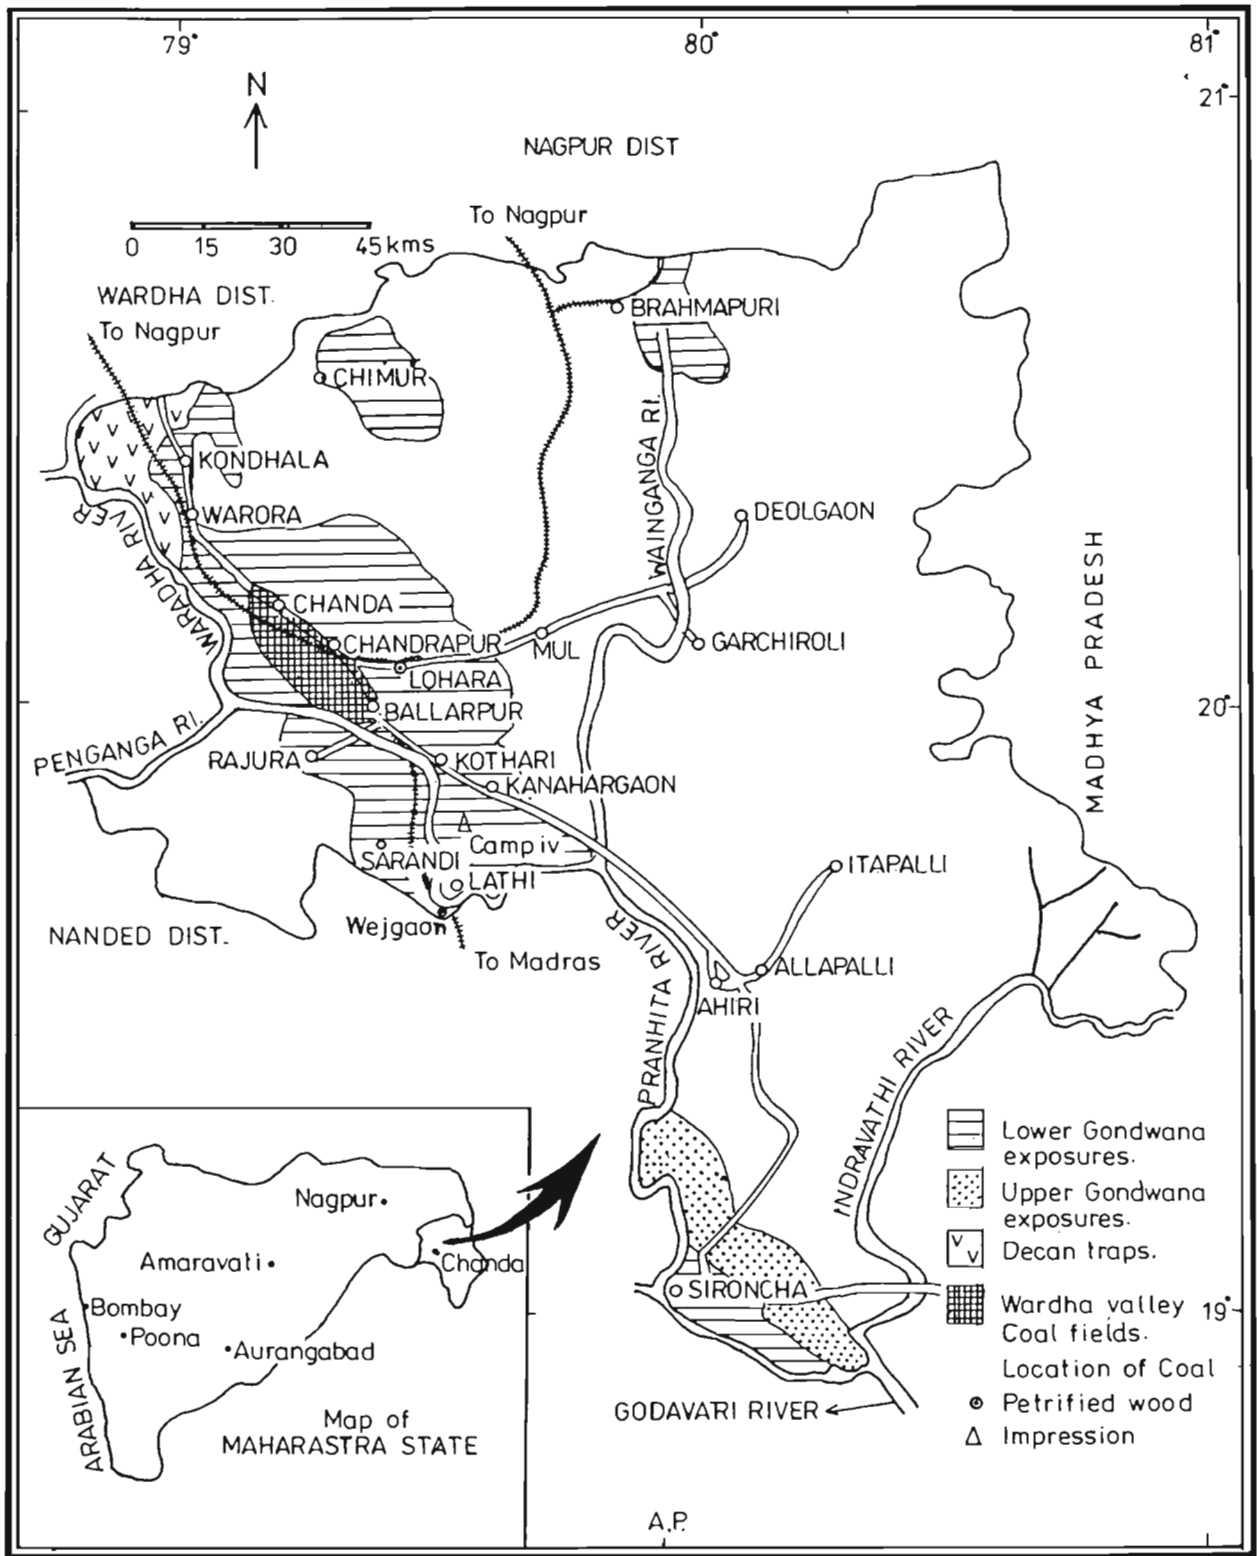 79°
80°
81°
N
21°
NAGPUR DIST
To Nagpur
0 15 30 45 kms
WARDHA DIST.
To Nagpur
BRAHMAPURI
CHIMUR
WAINGANGA RI.
KONDHALA
WARORA
DEOLGAON
WARADHA RIVER
MADHYA PRADESH
CHANDA
CHANDRAPUR
MUL
GARCHIROLI
LOHARA
BALLARPUR
20°
PENGANGA RI.
RAJURA
KOTHARI
KANAHARGAON
Camp iv
SARANDI
LATHI
ITAPALLI
Wejgaon
NANDED DIST.
To Madras
PRANHITA RIVER
ALLAPALLI
AHIRI
INDRAVATHI RIVER
Lower Gondwana
exposures.
Upper Gondwana
exposures.
V V Decan traps.
Wardha valley
Coal fields.
Location of Coal
Petrified wood
Impression
19°
SIRONCHA
GODAVARI RIVER
GUJARAT
Nagpur
Amaravati
Chanda
Bombay
Poona
Aurangabad
ARABIAN SEA
Map of
MAHARASTRA STATE
A.P.